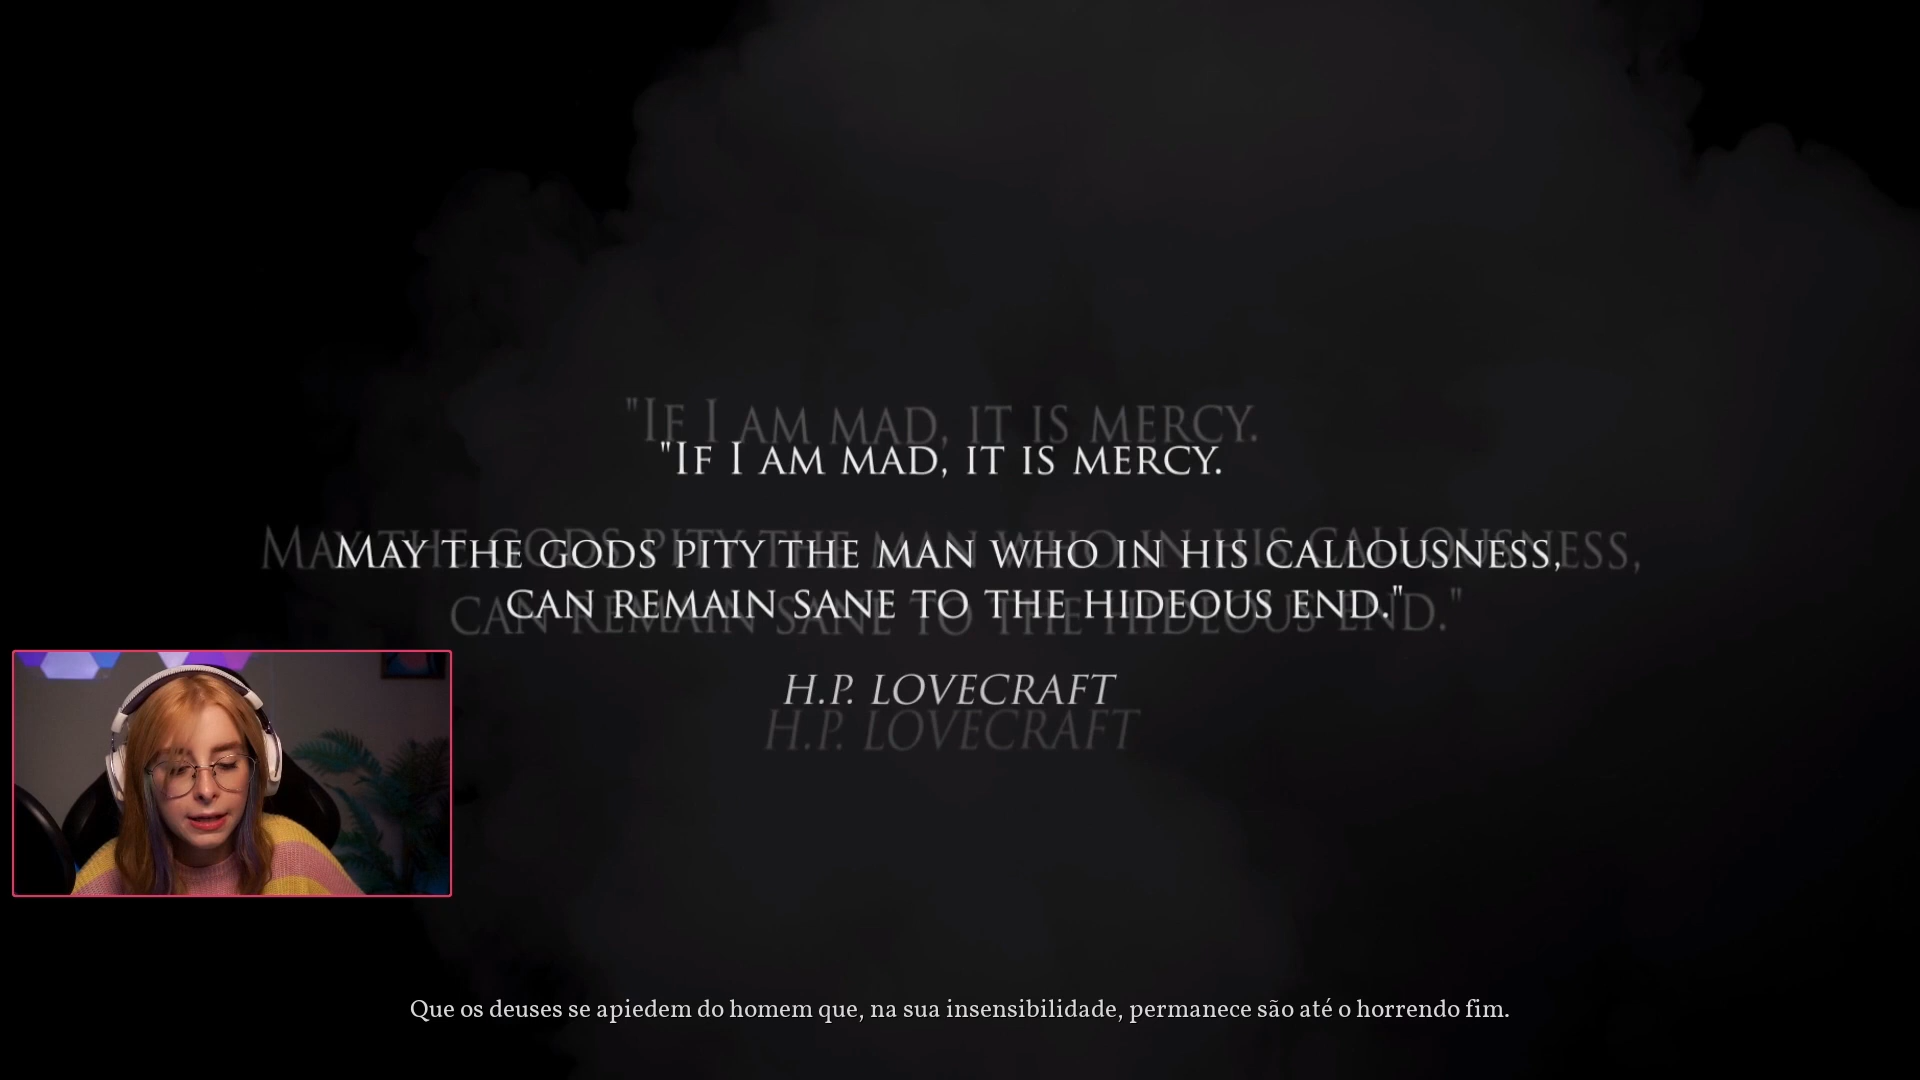 "If I am mad, it is mercy.
May the gods pity the man who in his callousness,
can remain sane to the hideous end."
H.P. Lovecraft
Que os deuses se apiedem do homem que, na sua insensibilidade, permanece são até o horrendo fim.